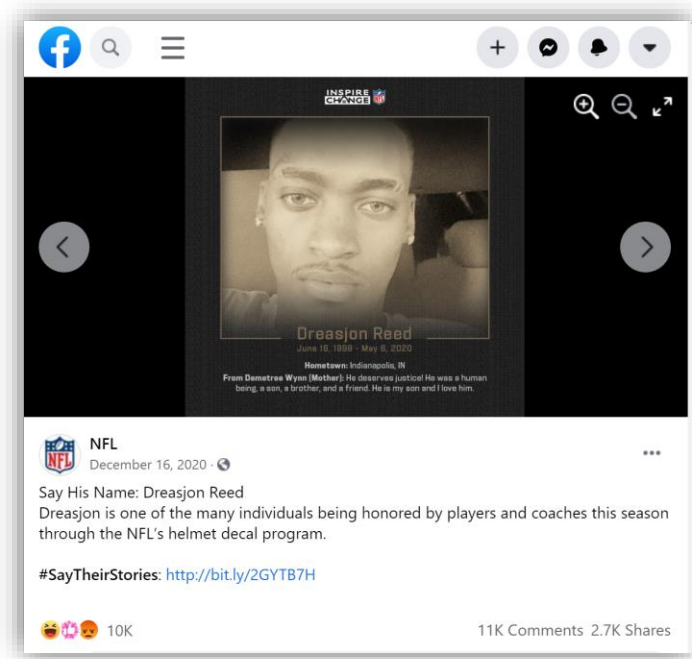 INSPIRE
CHANGE
Dreasjon Reed
June 16, 1998 - May 6, 2020
Hometown: Indianapolis, IN
From Demetree Wynn (Mother): He deserves justice! He was a human
being, a son, a brother, and a friend. He is my son and I love him.
NFL
NFL
December 16, 2020 ·
Say His Name: Dreasjon Reed
Dreasjon is one of the many individuals being honored by players and coaches this season
through the NFL's helmet decal program.
#SayTheirStories: http://bit.ly/2GYTB7H
10K
11K Comments 2.7K Shares